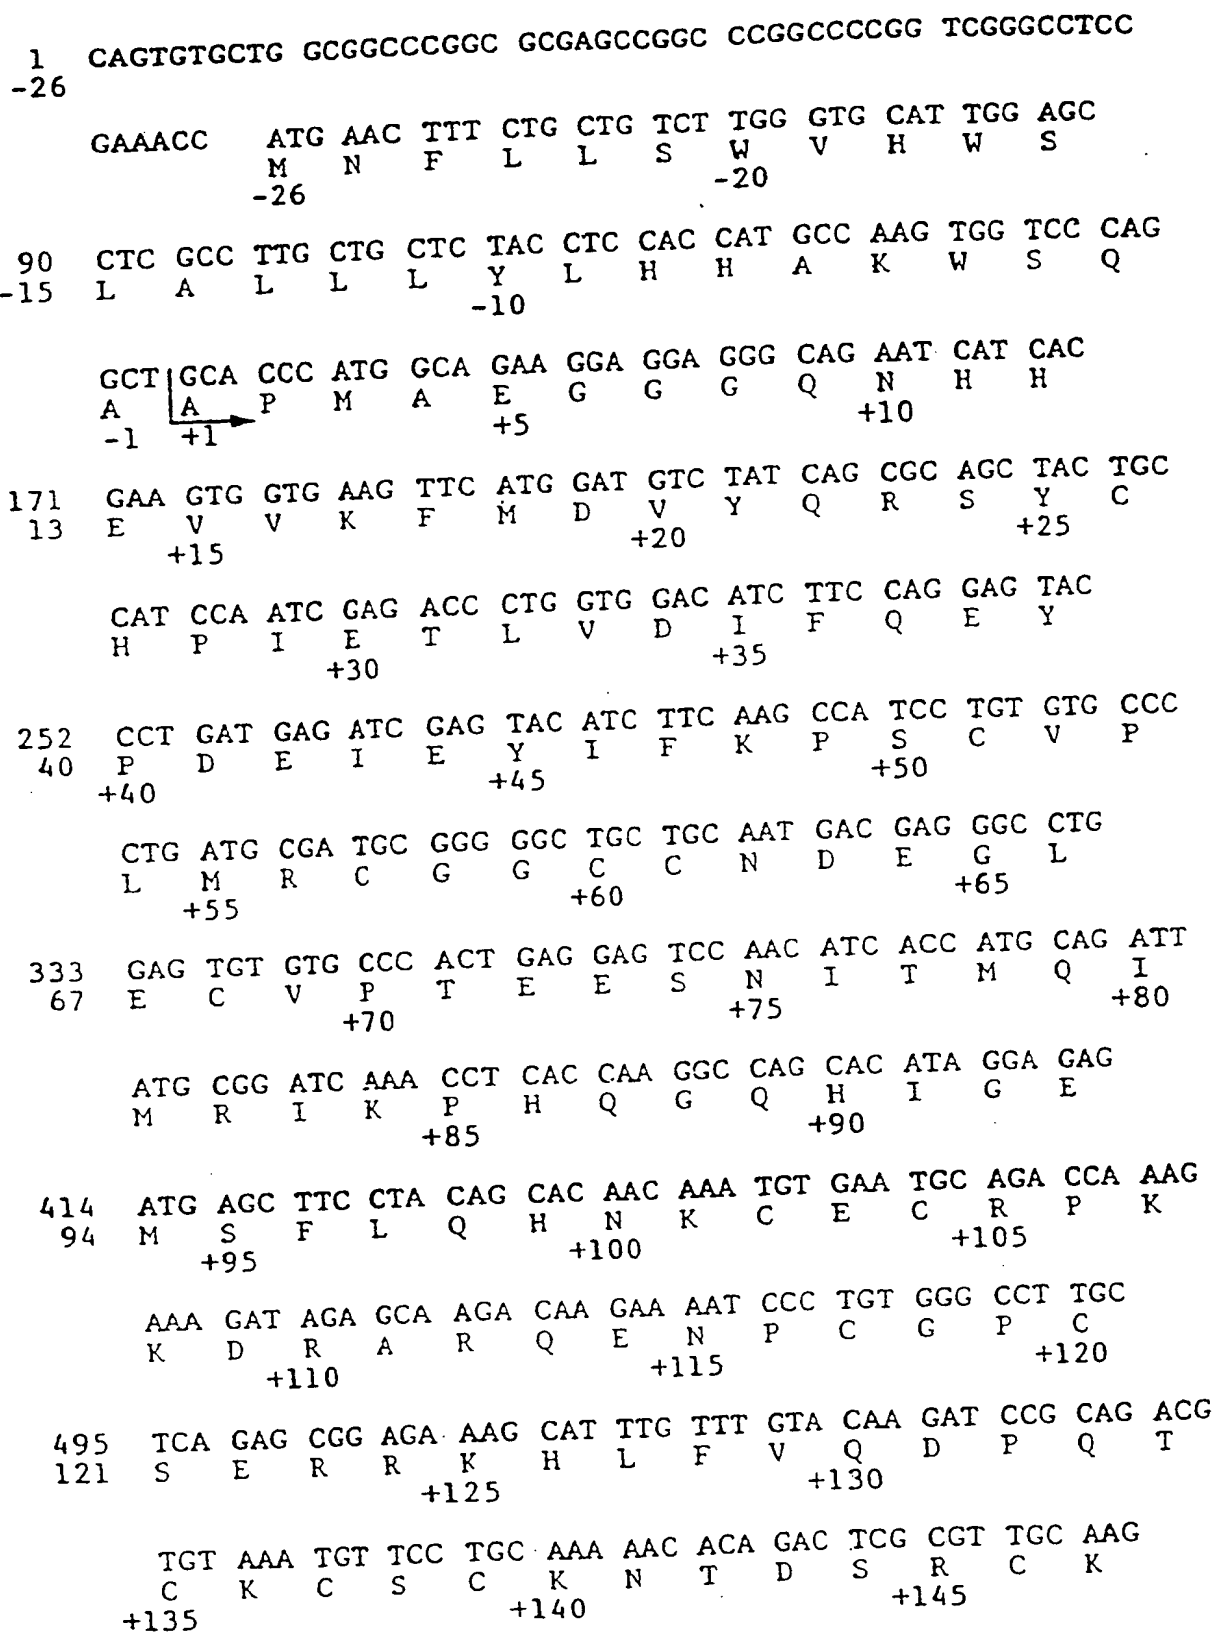 1 CAGTGTGCTG GCGGCCCGGC GCGAGCCGGC CCGGCCCCGG TCGGGCCTCC
-26
GAAACC ATG AAC TTT CTG CTG TCT TGG GTG CAT TGG AGC
M N F L L S W V H W S
-26 -20
90 CTC GCC TTG CTG CTC TAC CTC CAC CAT GCC AAG TGG TCC CAG
-15 L A L L L Y L H H A K W S Q
-10
GCT GCA CCC ATG GCA GAA GGA GGA GGG CAG AAT CAT CAC
A A P M A E G G G Q N H H
-1 +1 +5 +10
171 GAA GTG GTG AAG TTC ATG GAT GTC TAT CAG CGC AGC TAC TGC
13 E V V K F M D V Y Q R S Y C
+15 +20 +25
CAT CCA ATC GAG ACC CTG GTG GAC ATC TTC CAG GAG TAC
H P I E T L V D I F Q E Y
+30 +35
252 CCT GAT GAG ATC GAG TAC ATC TTC AAG CCA TCC TGT GTG CCC
40 P D E I E Y I F K P S C V P
+40 +45 +50
CTG ATG CGA TGC GGG GGC TGC TGC AAT GAC GAG GGC CTG
L M R C G G C C N D E G L
+55 +60 +65
333 GAG TGT GTG CCC ACT GAG GAG TCC AAC ATC ACC ATG CAG ATT
67 E C V P T E E S N I T M Q I
+70 +75 +80
ATG CGG ATC AAA CCT CAC CAA GGC CAG CAC ATA GGA GAG
M R I K P H Q G Q H I G E
+85 +90
414 ATG AGC TTC CTA CAG CAC AAC AAA TGT GAA TGC AGA CCA AAG
94 M S F L Q H N K C E C R P K
+95 +100 +105
AAA GAT AGA GCA AGA CAA GAA AAT CCC TGT GGG CCT TGC
K D R A R Q E N P C G P C
+110 +115 +120
495 TCA GAG CGG AGA AAG CAT TTG TTT GTA CAA GAT CCG CAG ACG
121 S E R R K H L F V Q D P Q T
+125 +130
TGT AAA TGT TCC TGC AAA AAC ACA GAC TCG CGT TGC AAG
C K C S C K N T D S R C K
+135 +140 +145